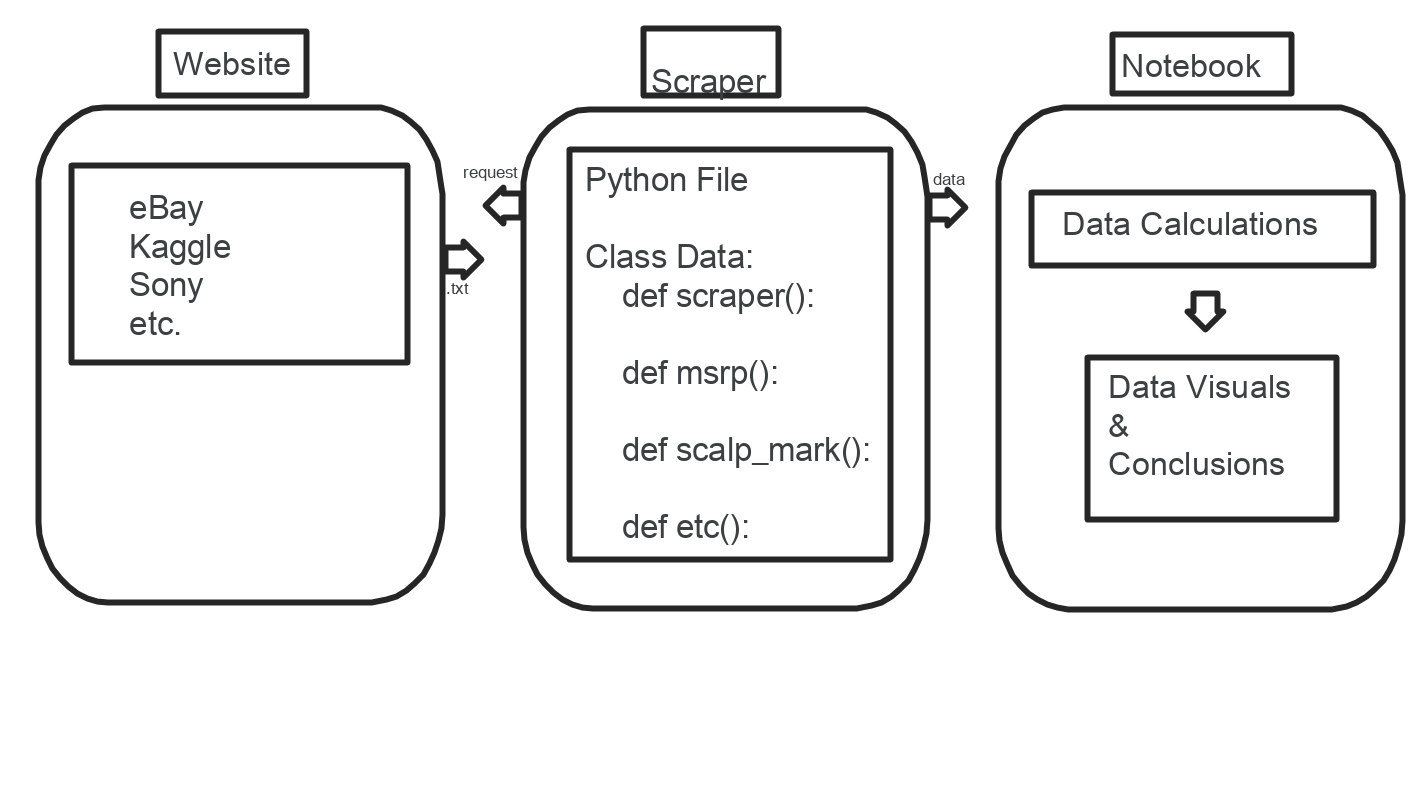 Website
eBay
Kaggle
Sony
etc.
request
.txt
Scraper
Python File
Class Data:
def scraper():
def msrp():
def scalp_mark():
def etc():
data
Notebook
Data Calculations
Data Visuals
&
Conclusions